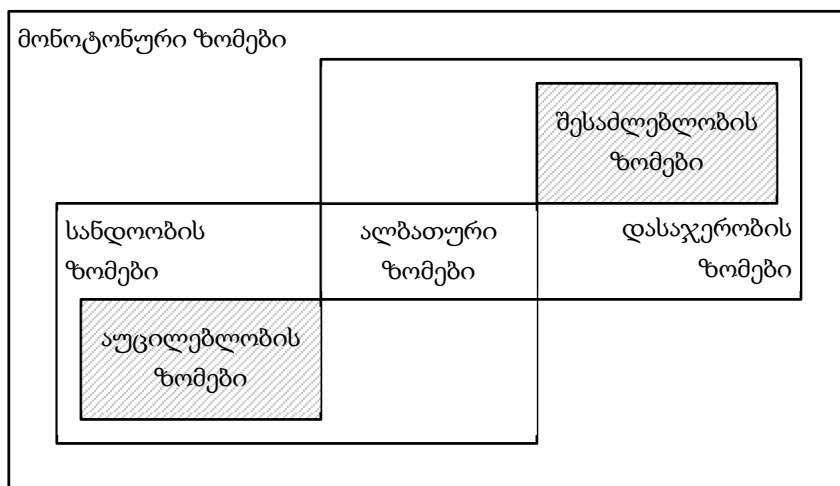 მონოტონური ზომები
შესაძლებლობის
ზომები
სანდოობის
ზომები
ალბათური
ზომები
დასაჯერობის
ზომები
აუცილებლობის
ზომები